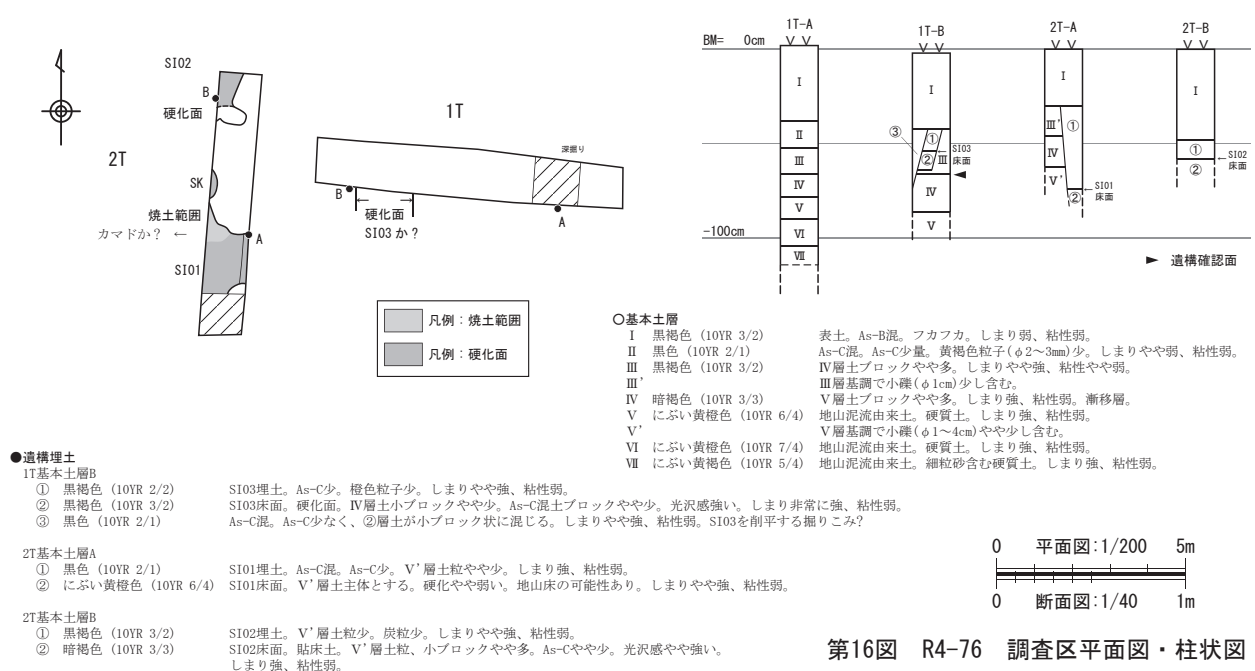 SI02
B
硬化面
2T
SK
焼土範囲
カマドか? ←
A
SI01
1T
深掘り
B
← →
硬化面
SI03か?
A
凡例:焼土範囲
凡例:硬化面
BM= 0cm
-100cm
1T-A
Ⅰ
Ⅱ
Ⅲ
Ⅳ
Ⅴ
Ⅵ
Ⅶ
1T-B
Ⅰ
③
①
②
Ⅲ
←SI03
床面
Ⅳ
Ⅴ
2T-A
Ⅰ
Ⅲ'
①
Ⅳ
Ⅴ'
②
←SI01
床面
2T-B
Ⅰ
①
②
←SI02
床面
► 遺構確認面
○基本土層
Ⅰ 黒褐色 (10YR 3/2) 表土。As-B混。フカフカ。しまり弱、粘性弱。
Ⅱ 黒色 (10YR 2/1) As-C混。As-C少量。黄褐色粒子(φ2~3mm)少。しまりやや弱、粘性弱。
Ⅲ 黒褐色 (10YR 3/2) Ⅳ層土ブロックやや多。しまりやや強、粘性やや弱。
Ⅲ' Ⅲ層基調で小礫(φ1cm)少し含む。
Ⅳ 暗褐色 (10YR 3/3) Ⅴ層土ブロックやや多。しまり強、粘性弱。漸移層。
Ⅴ にぶい黄橙色 (10YR 6/4) 地山泥流由来土。硬質土。しまり強、粘性弱。
Ⅴ' Ⅴ層基調で小礫(φ1~4cm)やや少し含む。
Ⅵ にぶい黄橙色 (10YR 7/4) 地山泥流由来土。硬質土。しまり強、粘性弱。
Ⅶ にぶい黄褐色 (10YR 5/4) 地山泥流由来土。細粒砂含む硬質土。しまり強、粘性弱。
●遺構埋土
1T基本土層B
① 黒褐色 (10YR 2/2) SI03埋土。As-C少。橙色粒子少。しまりやや強、粘性弱。
② 黒褐色 (10YR 3/2) SI03床面。硬化面。Ⅳ層土小ブロックやや少。As-C混土ブロックやや少。光沢感強い。しまり非常に強、粘性弱。
③ 黒色 (10YR 2/1) As-C混。As-C少なく、②層土が小ブロック状に混じる。しまりやや強、粘性弱。SI03を削平する掘りこみ?
2T基本土層A
① 黒色 (10YR 2/1) SI01埋土。As-C混。As-C少。Ⅴ'層土粒やや少。しまり強、粘性弱。
② にぶい黄橙色 (10YR 6/4) SI01床面。Ⅴ'層土主体とする。硬化やや弱い。地山床の可能性あり。しまりやや強、粘性弱。
2T基本土層B
① 黒褐色 (10YR 3/2) SI02埋土。Ⅴ'層土粒少。炭粒少。しまりやや強、粘性弱。
② 暗褐色 (10YR 3/3) SI02床面。貼床土。Ⅴ'層土粒、小ブロックやや多。As-Cやや少。光沢感やや強い。
しまり強、粘性弱。
0 平面図:1/200 5m
0 断面図:1/40 1m
第16図 R4-76 調査区平面図・柱状図